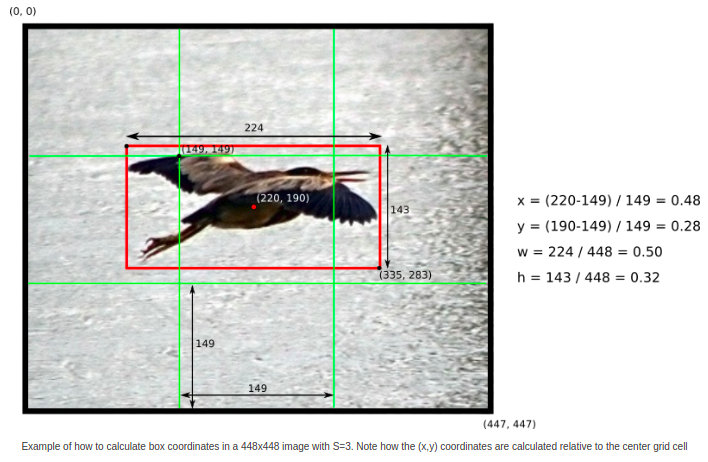 (0, 0)
224
(149, 149)
(220, 190)
143
x = (220-149) / 149 = 0.48
y = (190-149) / 149 = 0.28
w = 224 / 448 = 0.50
h = 143 / 448 = 0.32
(335, 283)
149
149
(447, 447)
Example of how to calculate box coordinates in a 448x448 image with S=3. Note how the (x,y) coordinates are calculated relative to the center grid cell